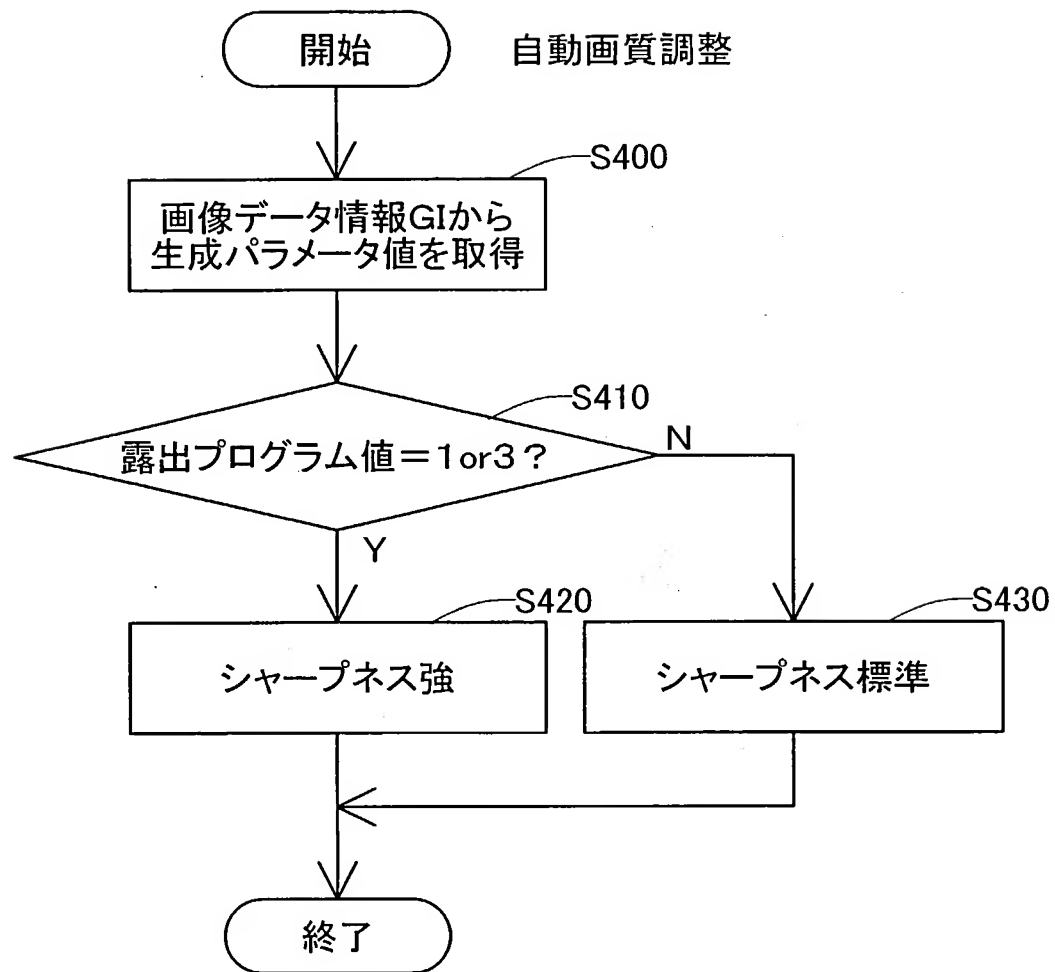 開始
自動画質調整
S400
画像データ情報GIから
生成パラメータ値を取得
S410
露出プログラム値＝1or3？
N
Y
S420
S430
シャープネス強
シャープネス標準
終了